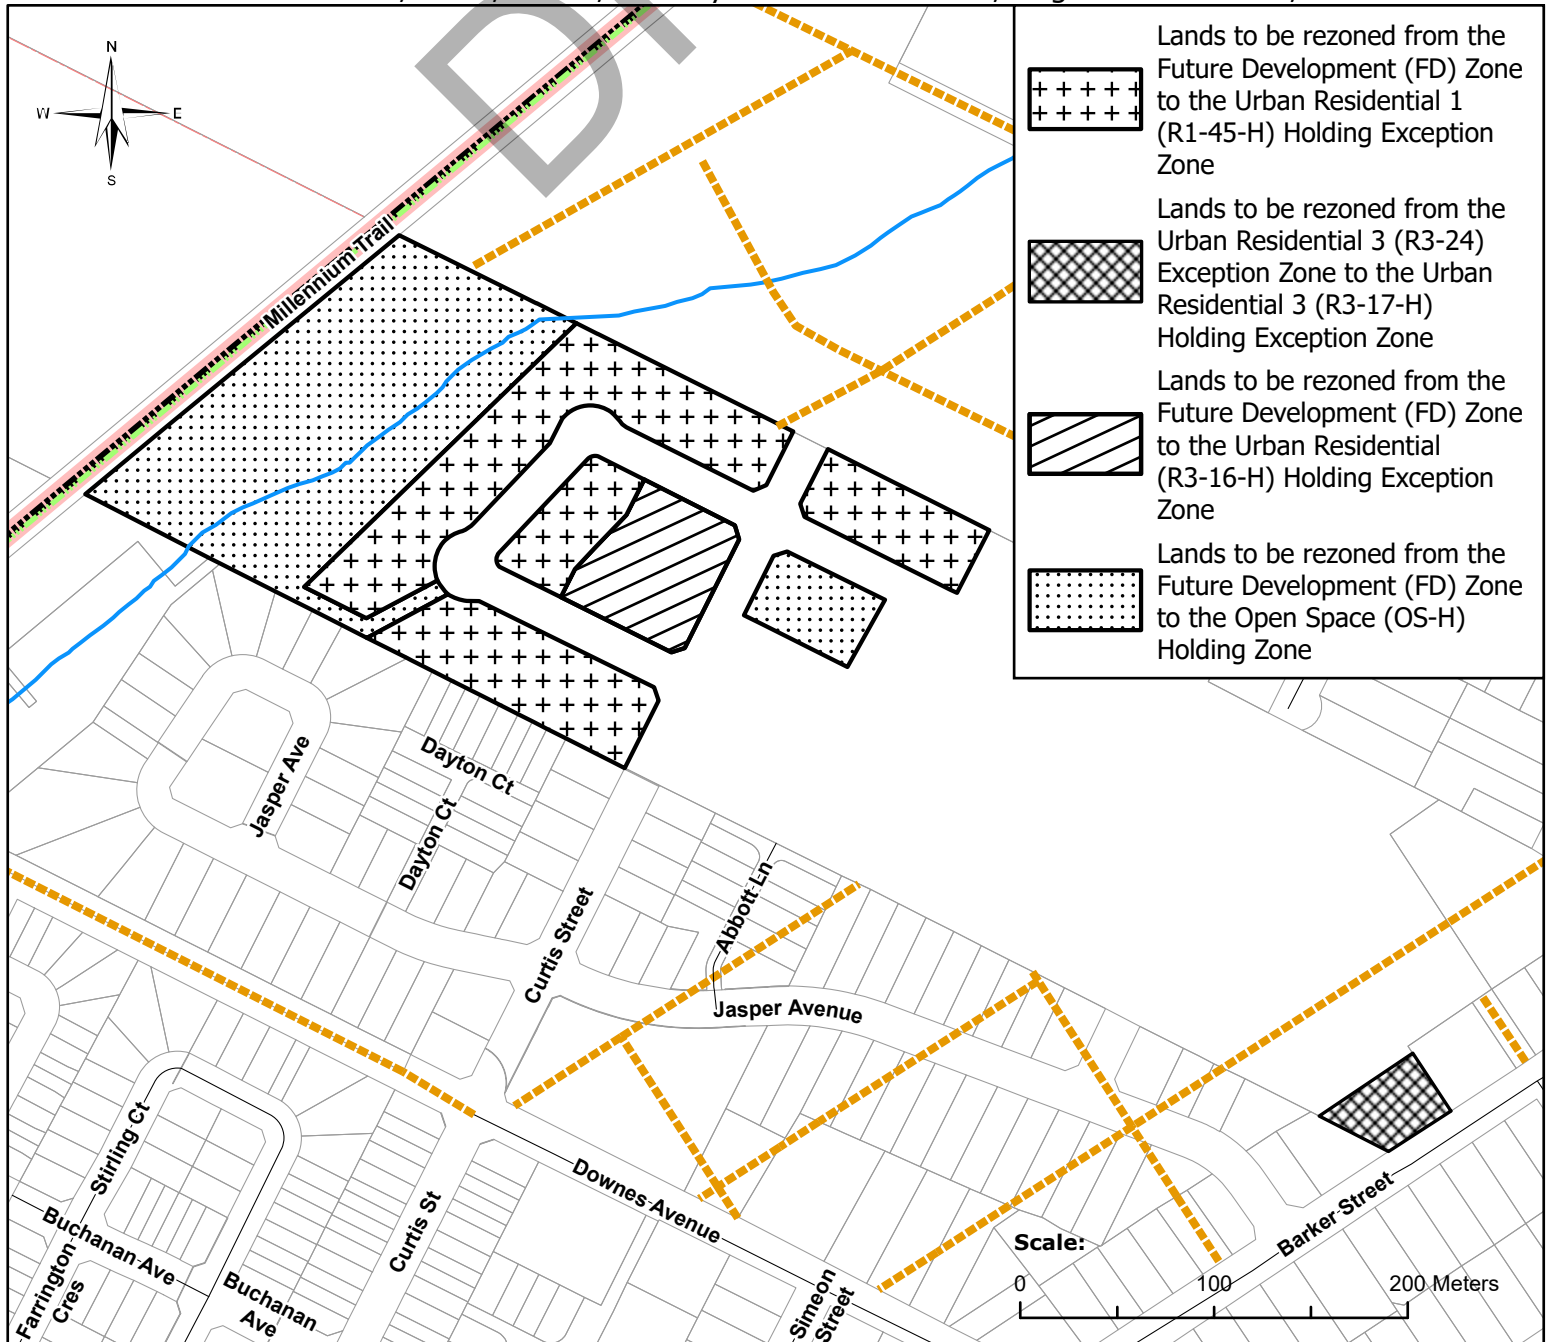 N
W E
S
Lands to be rezoned from the
Future Development (FD) Zone
to the Urban Residential 1
(R1-45-H) Holding Exception
Zone
Lands to be rezoned from the
Urban Residential 3 (R3-24)
Exception Zone to the Urban
Residential 3 (R3-17-H)
Holding Exception Zone
Lands to be rezoned from the
Future Development (FD) Zone
to the Urban Residential
(R3-16-H) Holding Exception
Zone
Lands to be rezoned from the
Future Development (FD) Zone
to the Open Space (OS-H)
Holding Zone
Millennium Trail
Jasper Ave
Dayton Ct
Dayton Ct
Curtis Street
Abbott Ln
Jasper Avenue
Stirling Ct
Buchanan Ave
Farrington
Cres
Buchanan
Ave
Curtis St
Downes Avenue
Simeon
Street
Barker Street
Scale:
0 100 200 Meters